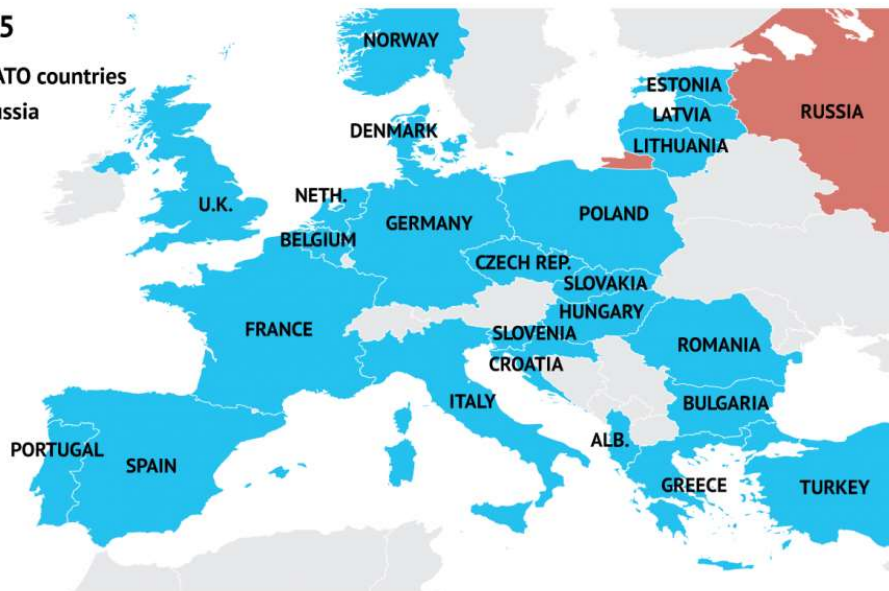 5
ATO countries
ussia
NORWAY
ESTONIA
LATVIA
RUSSIA
DENMARK
LITHUANIA
NETH.
U.K.
POLAND
GERMANY
BELGIUM
CZECH REP.
SLOVAKIA
HUNGARY
FRANCE
SLOVENIA
ROMANIA
CROATIA
ITALY
BULGARIA
ALB.
PORTUGAL
SPAIN
GREECE
TURKEY